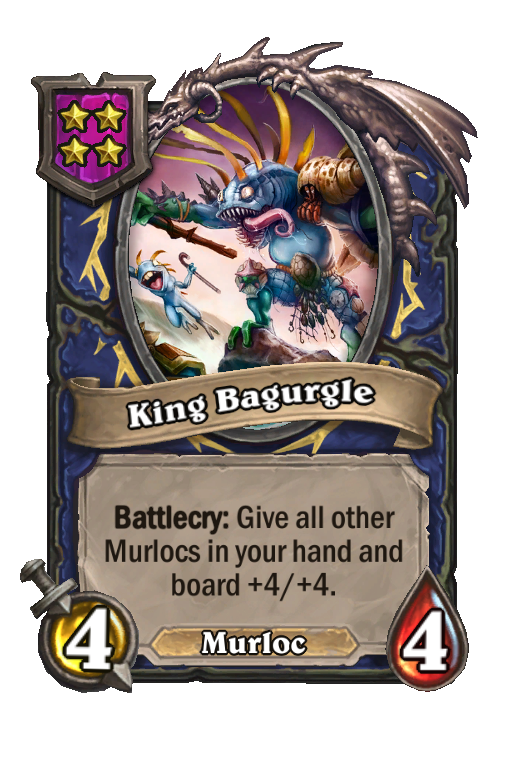 King Bagurgle
Battlecry: Give all other
Murlocs in your hand and
board +4/+4.
4
Murloc
4